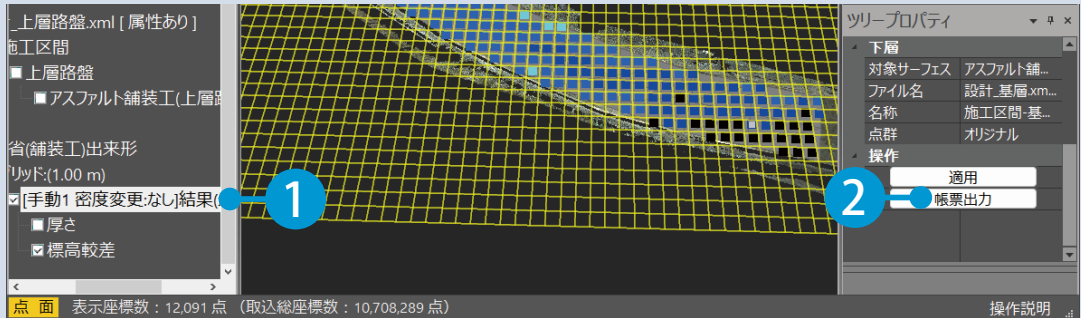 _上層路盤.xml [ 属性あり ]
施工区間
上層路盤
アスファルト舗装工(上層路
省(舗装工)出来形
グリッド:(1.00 m)
[手動1 密度変更:なし]結果(
厚さ
標高較差
1
ツリープロパティ
下層
対象サーフェス アスファルト舗...
ファイル名 設計_基層.xm...
名称 施工区間-基...
点群 オリジナル
操作
適用
2
帳票出力
点 面 表示座標数：12,091 点 （取込総座標数：10,708,289 点） 操作説明